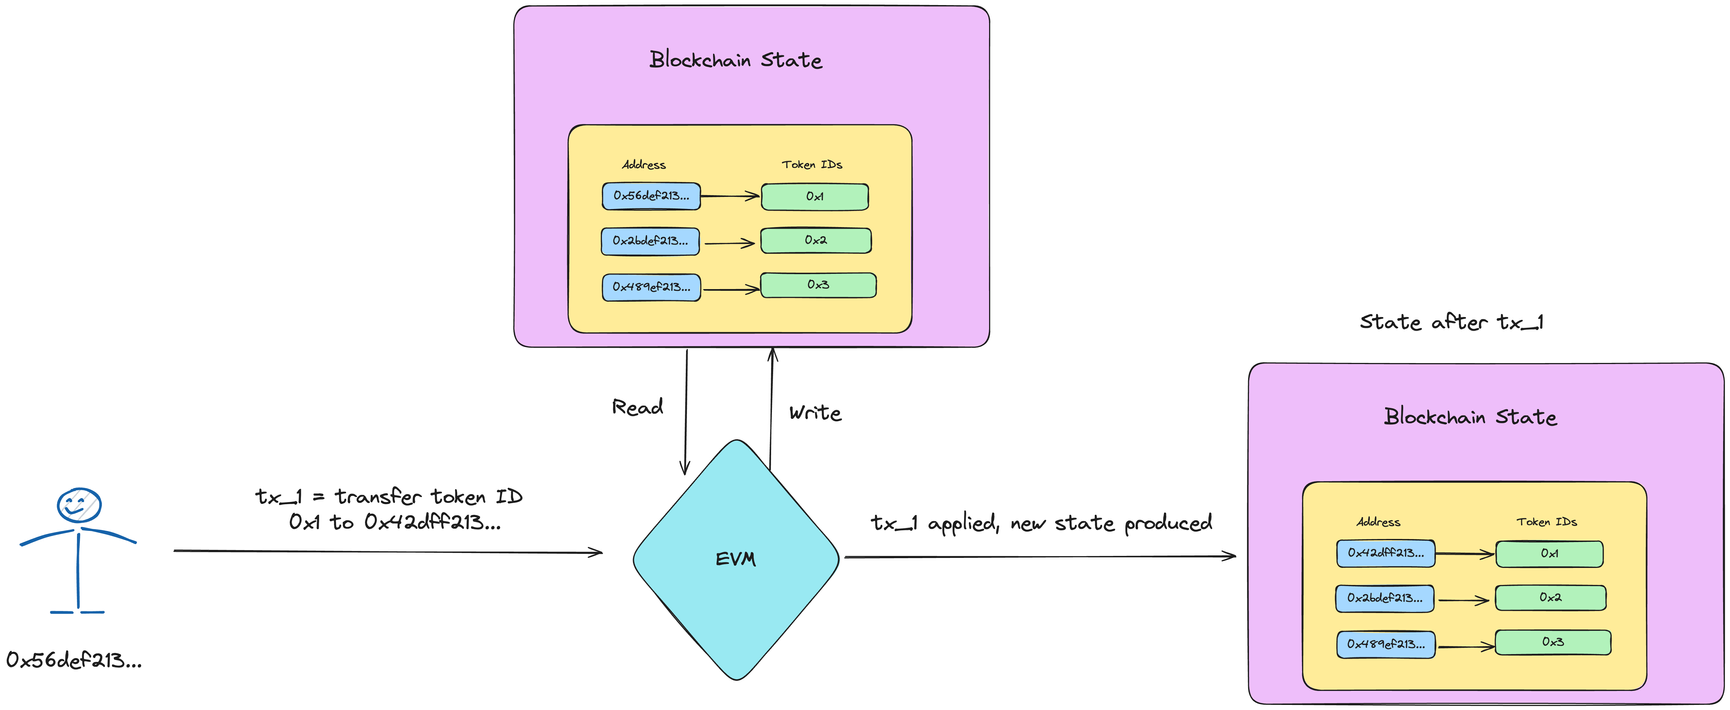 Blockchain State
Address
Token IDs
0x56def213...
0x1
0x2bdef213...
0x2
0x489ef213...
0x3
Read
Write
tx_1 = transfer token ID
0x1 to 0x42dff213...
EVM
0x56def213...
tx_1 applied, new state produced
State after tx_1
Blockchain State
Address
Token IDs
0x42dff213...
0x1
0x2bdef213...
0x2
0x489ef213...
0x3